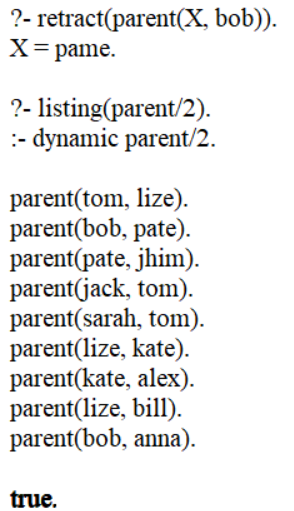 ?- retract(parent(X, bob)).
X = pame.
?- listing(parent/2).
:- dynamic parent/2.
parent(tom, lize).
parent(bob, pate).
parent(pate, jhim).
parent(jack, tom).
parent(sarah, tom).
parent(lize, kate).
parent(kate, alex).
parent(lize, bill).
parent(bob, anna).
true.